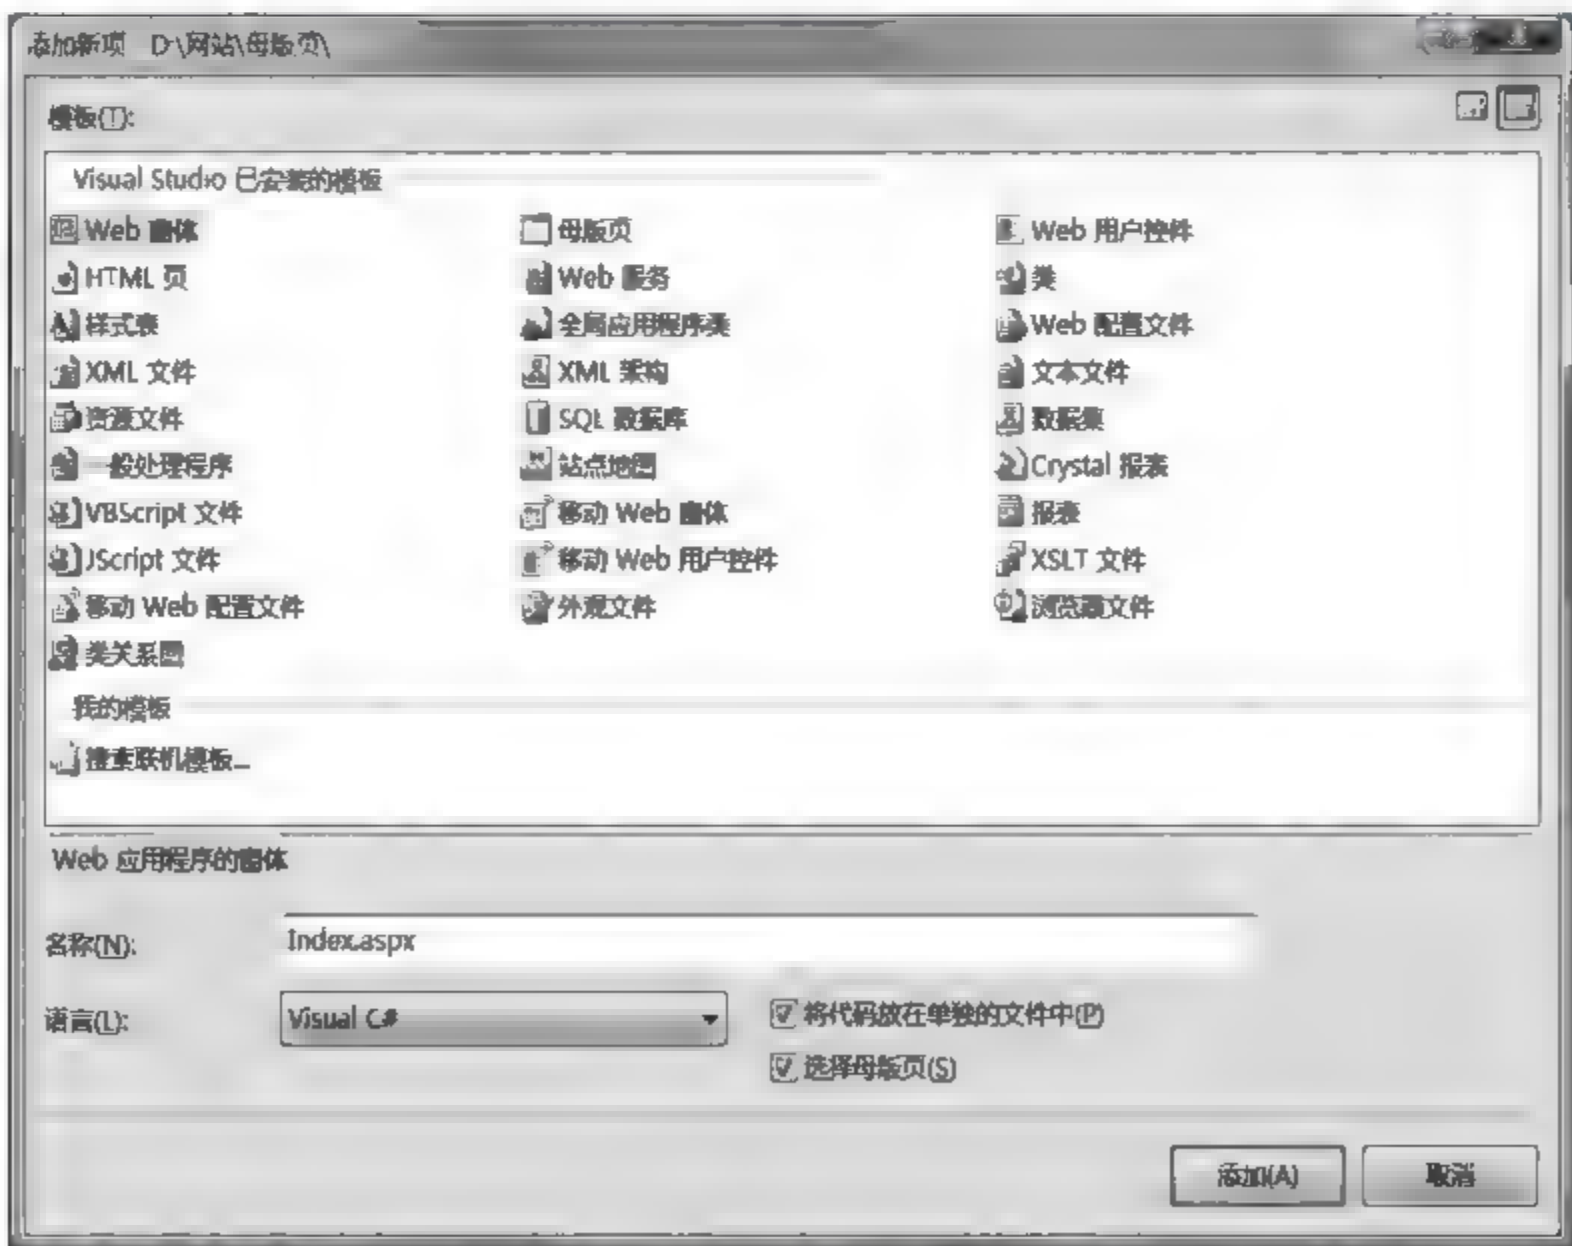 添加新项 D:\网站\母版页\
模板(T):
Visual Studio 已安装的模板
Web 窗体 母版页 Web 用户控件
HTML 页 Web 服务 类
样式表 全局应用程序类 Web 配置文件
XML 文件 XML 架构 文本文件
资源文件 SQL 数据库 数据集
一般处理程序 站点地图 Crystal 报表
VBScript 文件 移动 Web 窗体 报表
JScript 文件 移动 Web 用户控件 XSLT 文件
移动 Web 配置文件 外观文件 浏览器文件
类关系图
我的模板
搜索联机模板...
Web 应用程序的窗体
名称(N): Index.aspx
语言(L): Visual C# 将代码放在单独的文件中(P)
选择母版页(S)
添加(A) 取消